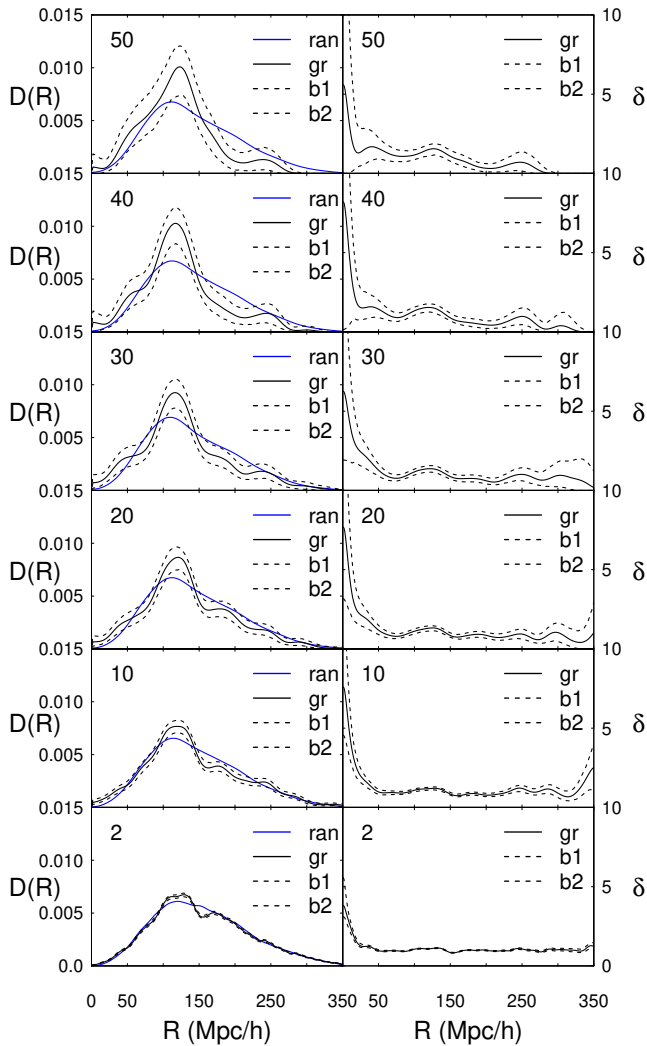 0.015
50
ran
gr
b1
b2
0.010
0.005
D(R)
50
gr
b1
b2
10
5
δ
0.015
40
ran
gr
b1
b2
0.010
0.005
D(R)
40
gr
b1
b2
10
5
δ
0.015
30
ran
gr
b1
b2
0.010
0.005
D(R)
30
gr
b1
b2
10
5
δ
0.015
20
ran
gr
b1
b2
0.010
0.005
D(R)
20
gr
b1
b2
10
5
δ
0.015
10
ran
gr
b1
b2
0.010
0.005
D(R)
10
gr
b1
b2
10
5
δ
0.015
2
ran
gr
b1
b2
0.010
0.005
0.0
D(R)
2
gr
b1
b2
10
5
0
δ
0 50 150 250 350 50 150 250 350
R (Mpc/h) R (Mpc/h)